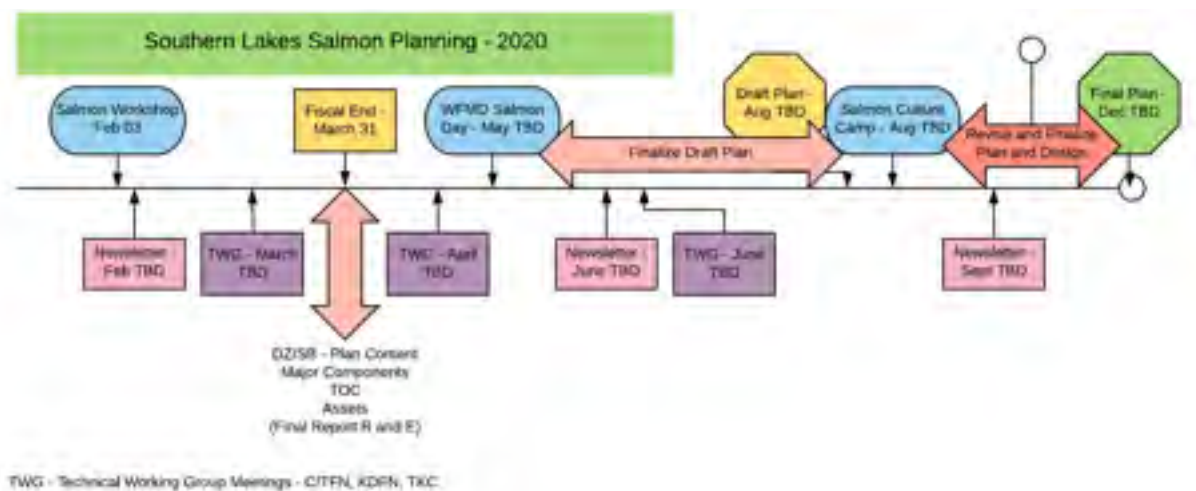 Southern Lakes Salmon Planning - 2020
Salmon Workshop
Feb 03
Fiscal End -
March 31
WFMD Salmon
Day - May TBD
Draft Plan-
Aug TBD
Salmon Culture
Camp - Aug TBD
Final Plan-
Dec TBD
Finalize Draft Plan
Revise and Finalize
Plan and Design
Newsletter -
Feb TBD
TWG - March
TBD
TWG - April
TBD
Newsletter -
June TBD
TWG - June
TBD
Newsletter -
Sept TBD
DZ/SB - Plan Content
Major Components
TOC
Assets
(Final Report R and E)
TWG - Technical Working Group Meetings - C/TFN, KDFN, TKC